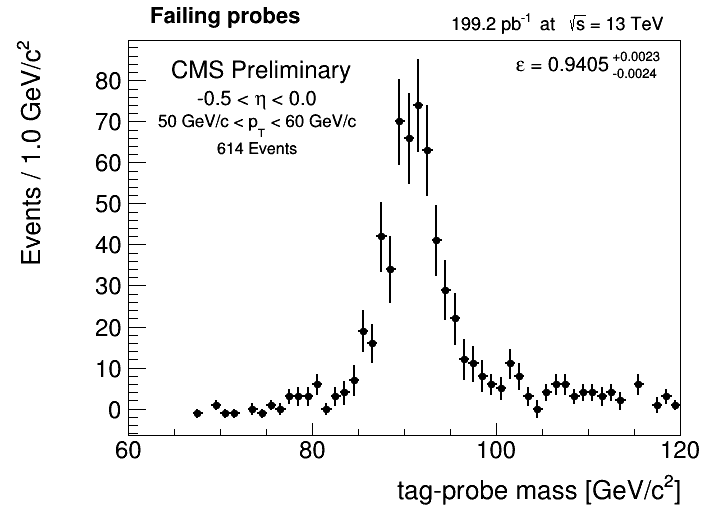 Failing probes
199.2 pb⁻¹ at √s = 13 TeV
CMS Preliminary
-0.5 < η < 0.0
50 GeV/c < p_T < 60 GeV/c
614 Events
ε = 0.9405 +0.0023 -0.0024
Events / 1.0 GeV/c²
80
70
60
50
40
30
20
10
0
60 80 100 120
tag-probe mass [GeV/c²]